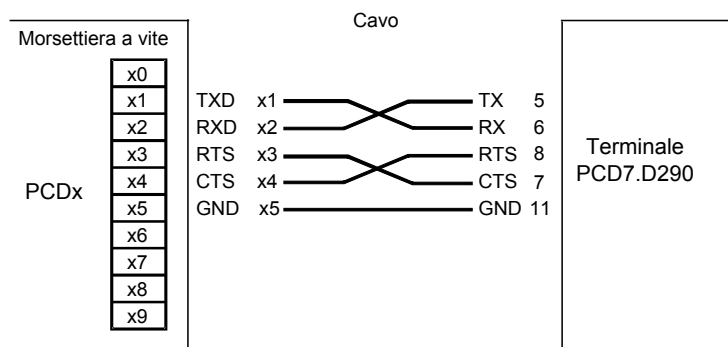 Cavo
Morsettiera a vite
x0
x1
x2
x3
x4
x5
x6
x7
x8
x9
PCDx
TXD x1 TX 5
RXD x2 RX 6
RTS x3 RTS 8
CTS x4 CTS 7
GND x5 GND 11
Terminale
PCD7.D290